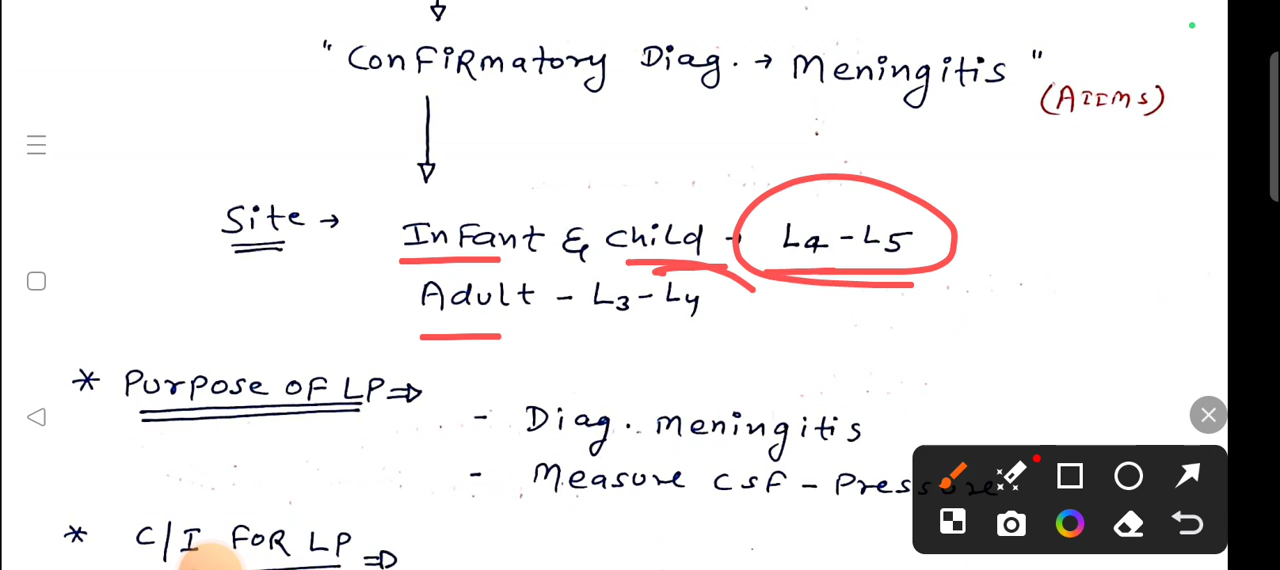 " Confirmatory Diag. → Meningitis "
(AIIMS)
Site → Infant & child - L4 - L5
Adult - L3 - L4
* Purpose of LP ⇒
- Diag. meningitis
- Measure CSF - Pressure
* C/I FOR LP ⇒